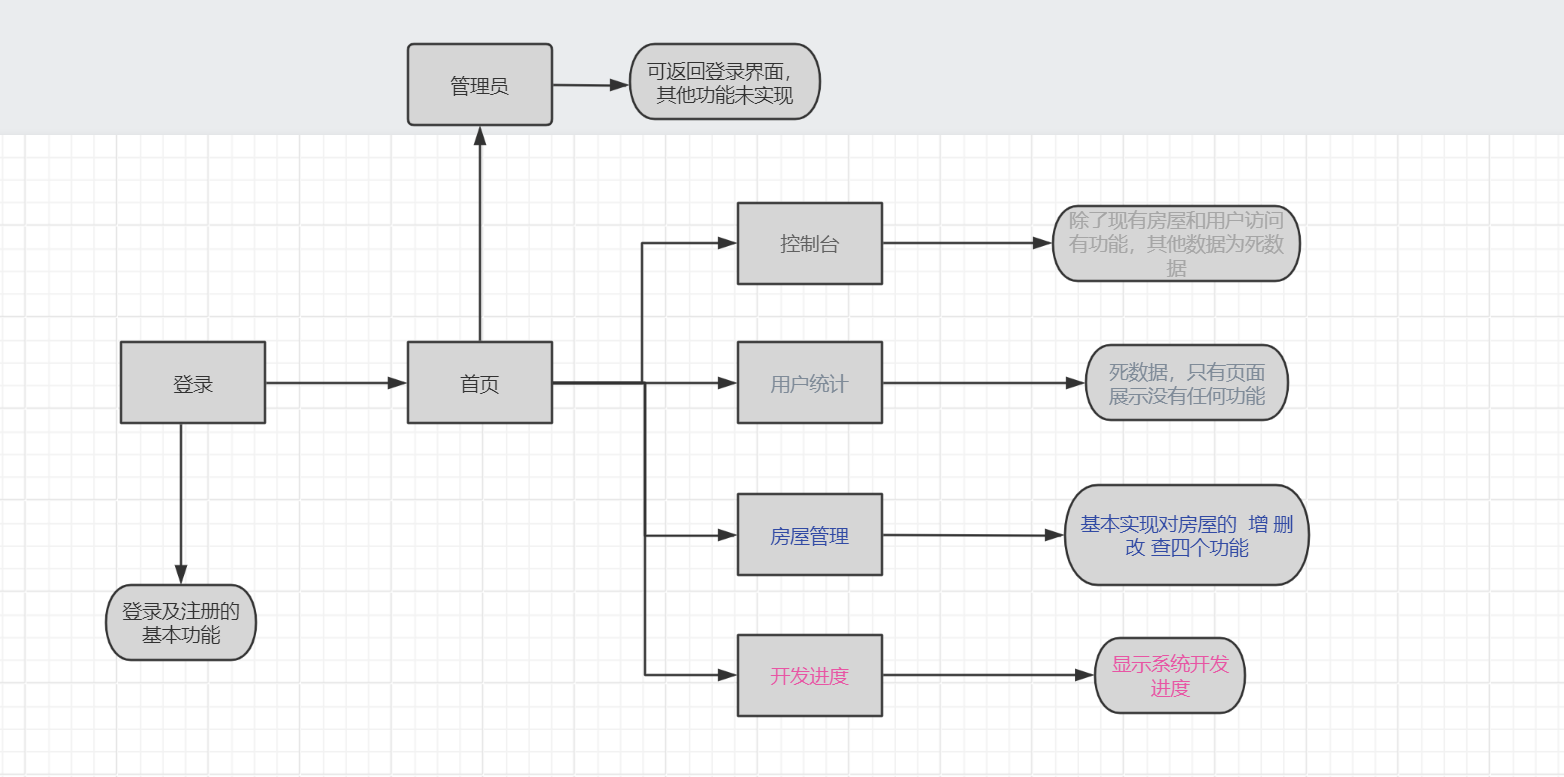 管理员
可返回登录界面，
其他功能未实现
控制台
除了现有房屋和用户访问
有功能，其他数据为死数
据
登录
首页
用户统计
死数据，只有页面
展示没有任何功能
房屋管理
基本实现对房屋的 增 删
改 查四个功能
登录及注册的
基本功能
开发进度
显示系统开发
进度